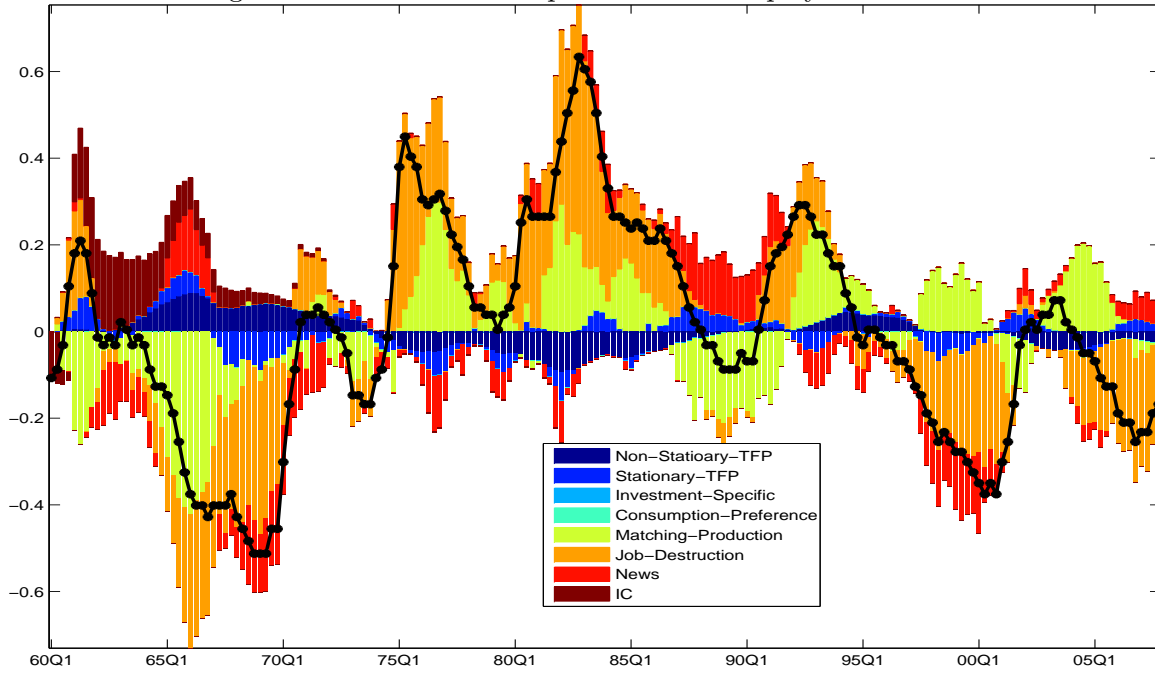 0.6
0.4
0.2
0
−0.2
−0.4
−0.6
Non−Statioary−TFP
Stationary−TFP
Investment−Specific
Consumption−Preference
Matching−Production
Job−Destruction
News
IC
60Q1 65Q1 70Q1 75Q1 80Q1 85Q1 90Q1 95Q1 00Q1 05Q1